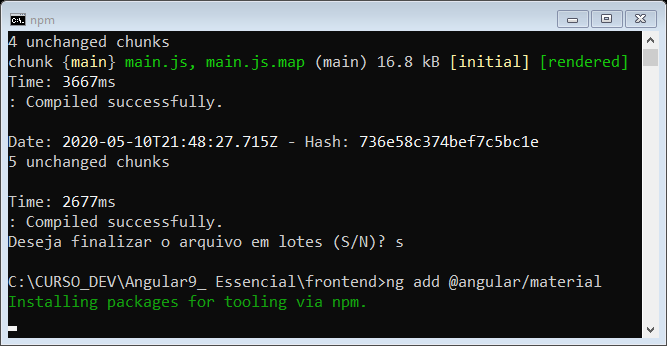 npm
4 unchanged chunks
chunk {main} main.js, main.js.map (main) 16.8 kB [initial] [rendered]
Time: 3667ms
: Compiled successfully.
Date: 2020-05-10T21:48:27.715Z - Hash: 736e58c374bef7c5bc1e
5 unchanged chunks
Time: 2677ms
: Compiled successfully.
Deseja finalizar o arquivo em lotes (S/N)? s
C:\CURSO_DEV\Angular9_ Essencial\frontend>ng add @angular/material
Installing packages for tooling via npm.